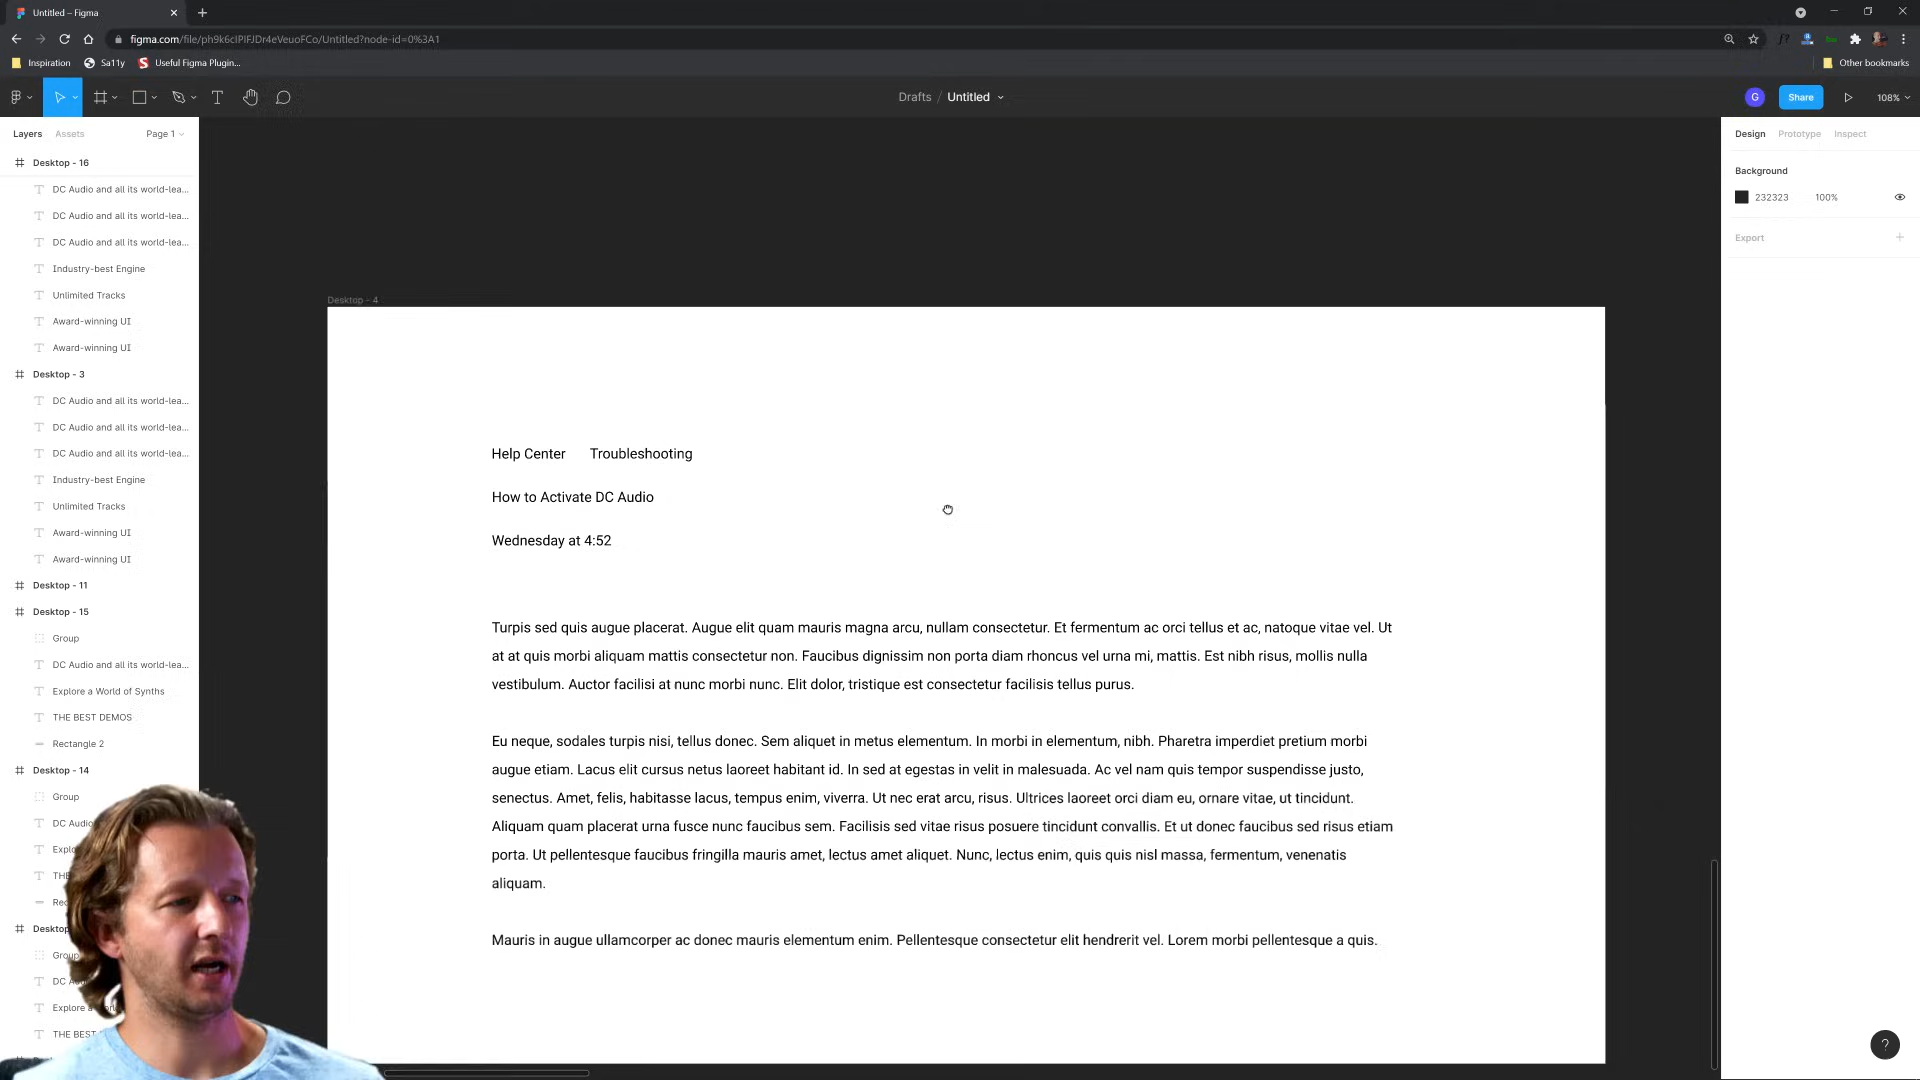 Untitled – Figma
figma.com/file/ph9k6cIPIFJDr4eVeuoFCo/Untitled?node-id=0%3A1
Inspiration
Sa11y
Useful Figma Plugin...
Other bookmarks
Drafts / Untitled
G
Share
108%
Layers
Assets
Page 1
Design
Prototype
Inspect
Background
232323
100%
Export
Desktop - 16
DC Audio and all its world-lea...
DC Audio and all its world-lea...
DC Audio and all its world-lea...
Industry-best Engine
Unlimited Tracks
Award-winning UI
Award-winning UI
Desktop - 3
DC Audio and all its world-lea...
DC Audio and all its world-lea...
DC Audio and all its world-lea...
Industry-best Engine
Unlimited Tracks
Award-winning UI
Award-winning UI
Desktop - 11
Desktop - 15
Group
DC Audio and all its world-lea...
Explore a World of Synths
THE BEST DEMOS
Rectangle 2
Desktop - 14
Group
DC Audio
Explo
THE
Rec
Desktop
Group
DC A
Explore a
THE BEST
Desktop - 4
Help Center Troubleshooting
How to Activate DC Audio
Wednesday at 4:52
Turpis sed quis augue placerat. Augue elit quam mauris magna arcu, nullam consectetur. Et fermentum ac orci tellus et ac, natoque vitae vel. Ut
at at quis morbi aliquam mattis consectetur non. Faucibus dignissim non porta diam rhoncus vel urna mi, mattis. Est nibh risus, mollis nulla
vestibulum. Auctor facilisi at nunc morbi nunc. Elit dolor, tristique est consectetur facilisis tellus purus.
Eu neque, sodales turpis nisi, tellus donec. Sem aliquet in metus elementum. In morbi in elementum, nibh. Pharetra imperdiet pretium morbi
augue etiam. Lacus elit cursus netus laoreet habitant id. In sed at egestas in velit in malesuada. Ac vel nam quis tempor suspendisse justo,
senectus. Amet, felis, habitasse lacus, tempus enim, viverra. Ut nec erat arcu, risus. Ultrices laoreet orci diam eu, ornare vitae, ut tincidunt.
Aliquam quam placerat urna fusce nunc faucibus sem. Facilisis sed vitae risus posuere tincidunt convallis. Et ut donec faucibus sed risus etiam
porta. Ut pellentesque faucibus fringilla mauris amet, lectus amet aliquet. Nunc, lectus enim, quis quis nisl massa, fermentum, venenatis
aliquam.
Mauris in augue ullamcorper ac donec mauris elementum enim. Pellentesque consectetur elit hendrerit vel. Lorem morbi pellentesque a quis.
?